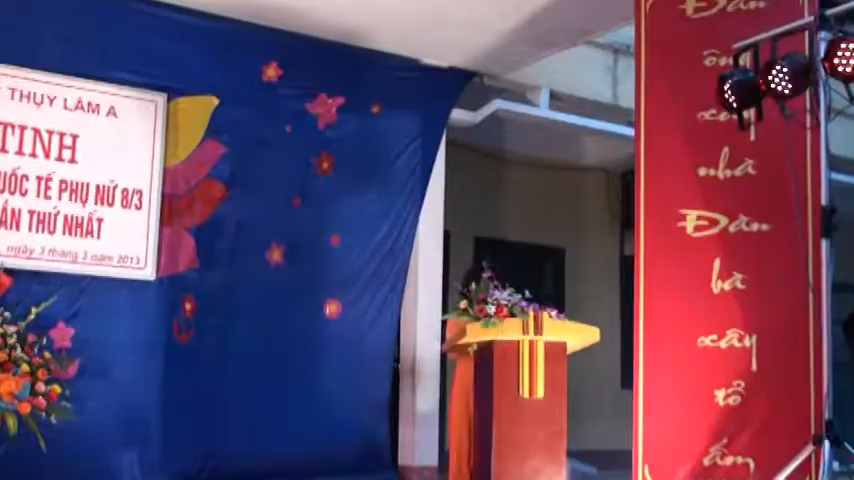 THỤY LÂM A
TINH
QUỐC TẾ PHỤ NỮ 8/3
LẦN THỨ NHẤT
ngày 3 tháng 3 năm 2013
Đàn
ông
xây
nhà
Đàn
bà
xây
tổ
ấm